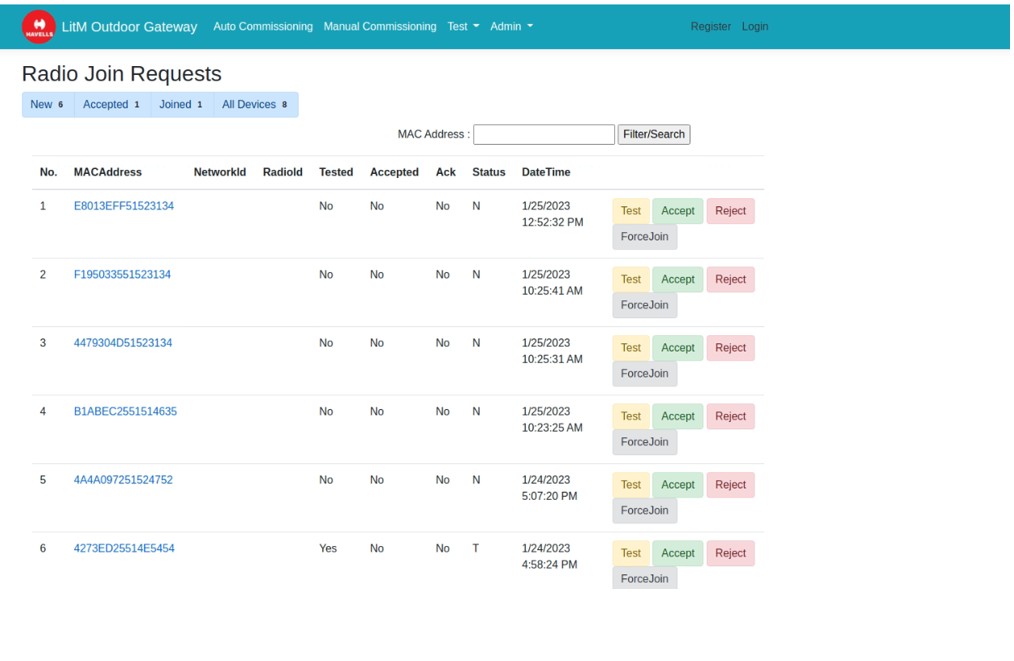 HAVELLS LitM Outdoor Gateway Auto Commissioning Manual Commissioning Test Admin Register Login
Radio Join Requests
New 6 Accepted 1 Joined 1 All Devices 8
MAC Address : Filter/Search
No. MACAddress NetworkId RadioId Tested Accepted Ack Status DateTime
1 E8013EFF51523134 No No No N 1/25/2023 Test Accept Reject
12:52:32 PM
ForceJoin
2 F195033551523134 No No No N 1/25/2023 Test Accept Reject
10:25:41 AM
ForceJoin
3 4479304D51523134 No No No N 1/25/2023 Test Accept Reject
10:25:31 AM
ForceJoin
4 B1ABEC2551514635 No No No N 1/25/2023 Test Accept Reject
10:23:25 AM
ForceJoin
5 4A4A097251524752 No No No N 1/24/2023 Test Accept Reject
5:07:20 PM
ForceJoin
6 4273ED25514E5454 Yes No No T 1/24/2023 Test Accept Reject
4:58:24 PM
ForceJoin